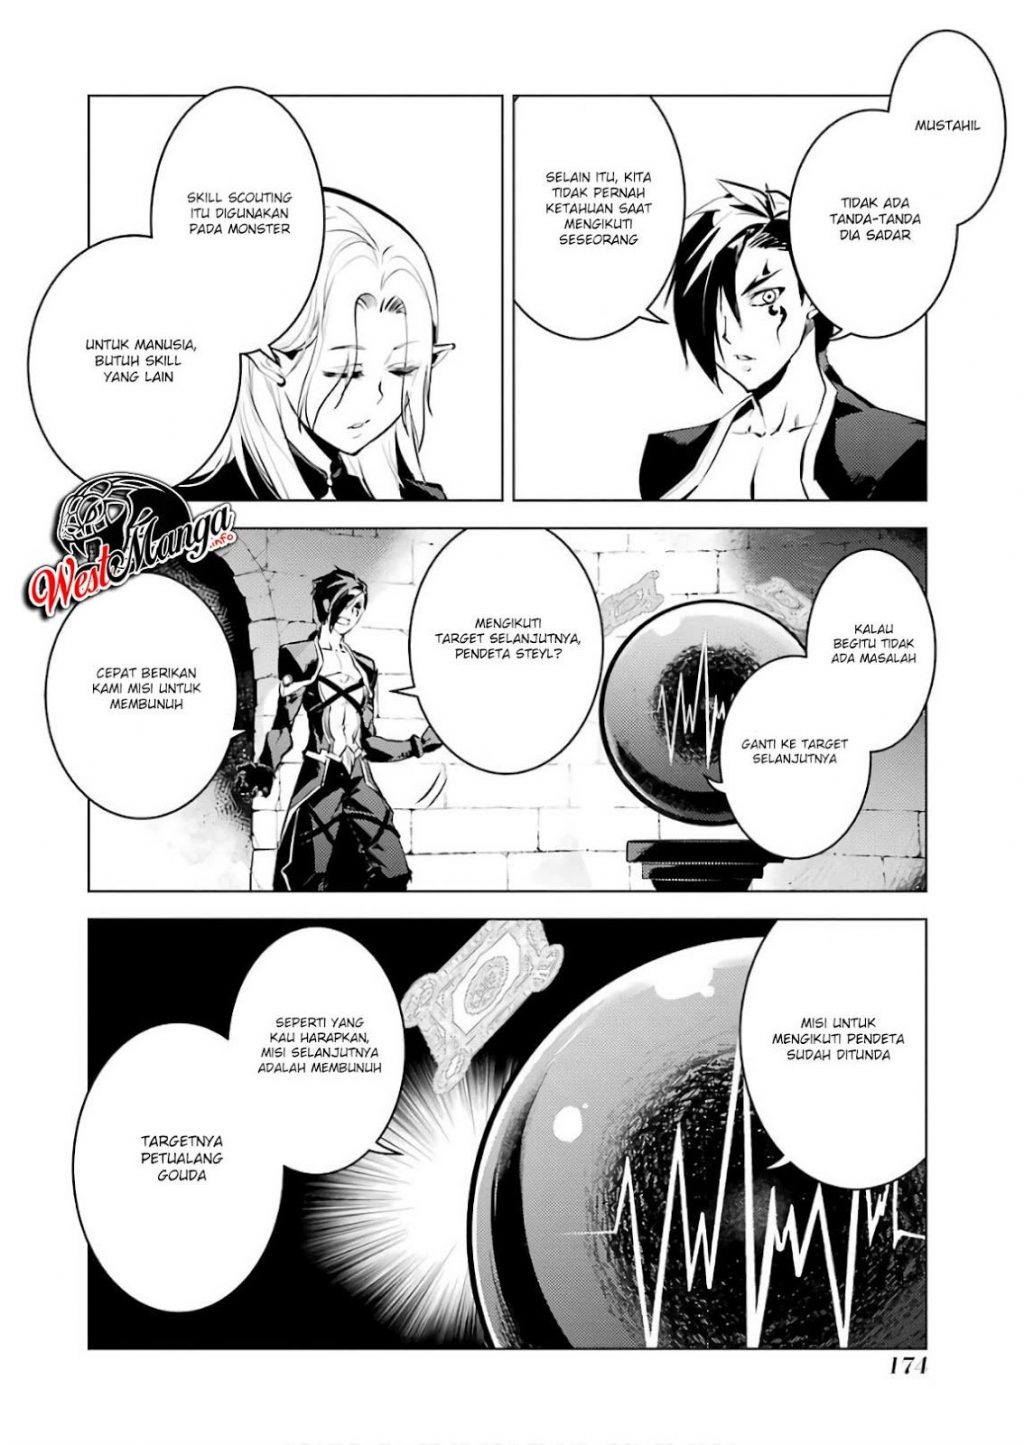 MUSTAHIL
TIDAK ADA
TANDA-TANDA
DIA SADAR
SELAIN ITU, KITA
TIDAK PERNAH
KETAHUAN SAAT
MENGIKUTI
SESEORANG
SKILL SCOUTING
ITU DIGUNAKAN
PADA MONSTER
UNTUK MANUSIA,
BUTUH SKILL
YANG LAIN
WestManga
.info
KALAU
BEGITU TIDAK
ADA MASALAH
GANTI KE TARGET
SELANJUTNYA
MENGIKUTI
TARGET SELANJUTNYA,
PENDETA STEYL?
CEPAT BERIKAN
KAMI MISI UNTUK
MEMBUNUH
MISI UNTUK
MENGIKUTI PENDETA
SUDAH DITUNDA
SEPERTI YANG
KAU HARAPKAN,
MISI SELANJUTNYA
ADALAH MEMBUNUH
TARGETNYA
PETUALANG
GOUDA
174